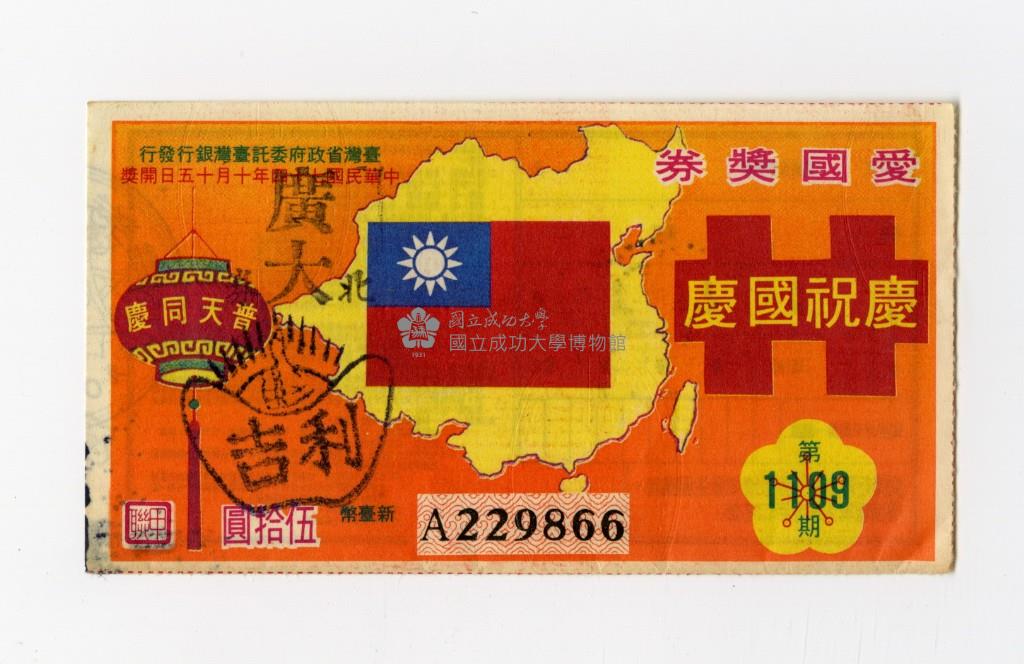 愛國獎券
臺灣省政府委託臺灣銀行發行
中華民國七十四年十月十五日開獎
慶祝國慶
普天同慶
廣大
北
吉利
國立成功大學
國立成功大學博物館
1931
第
1109
期
新臺幣
伍拾圓
甲聯
A229866